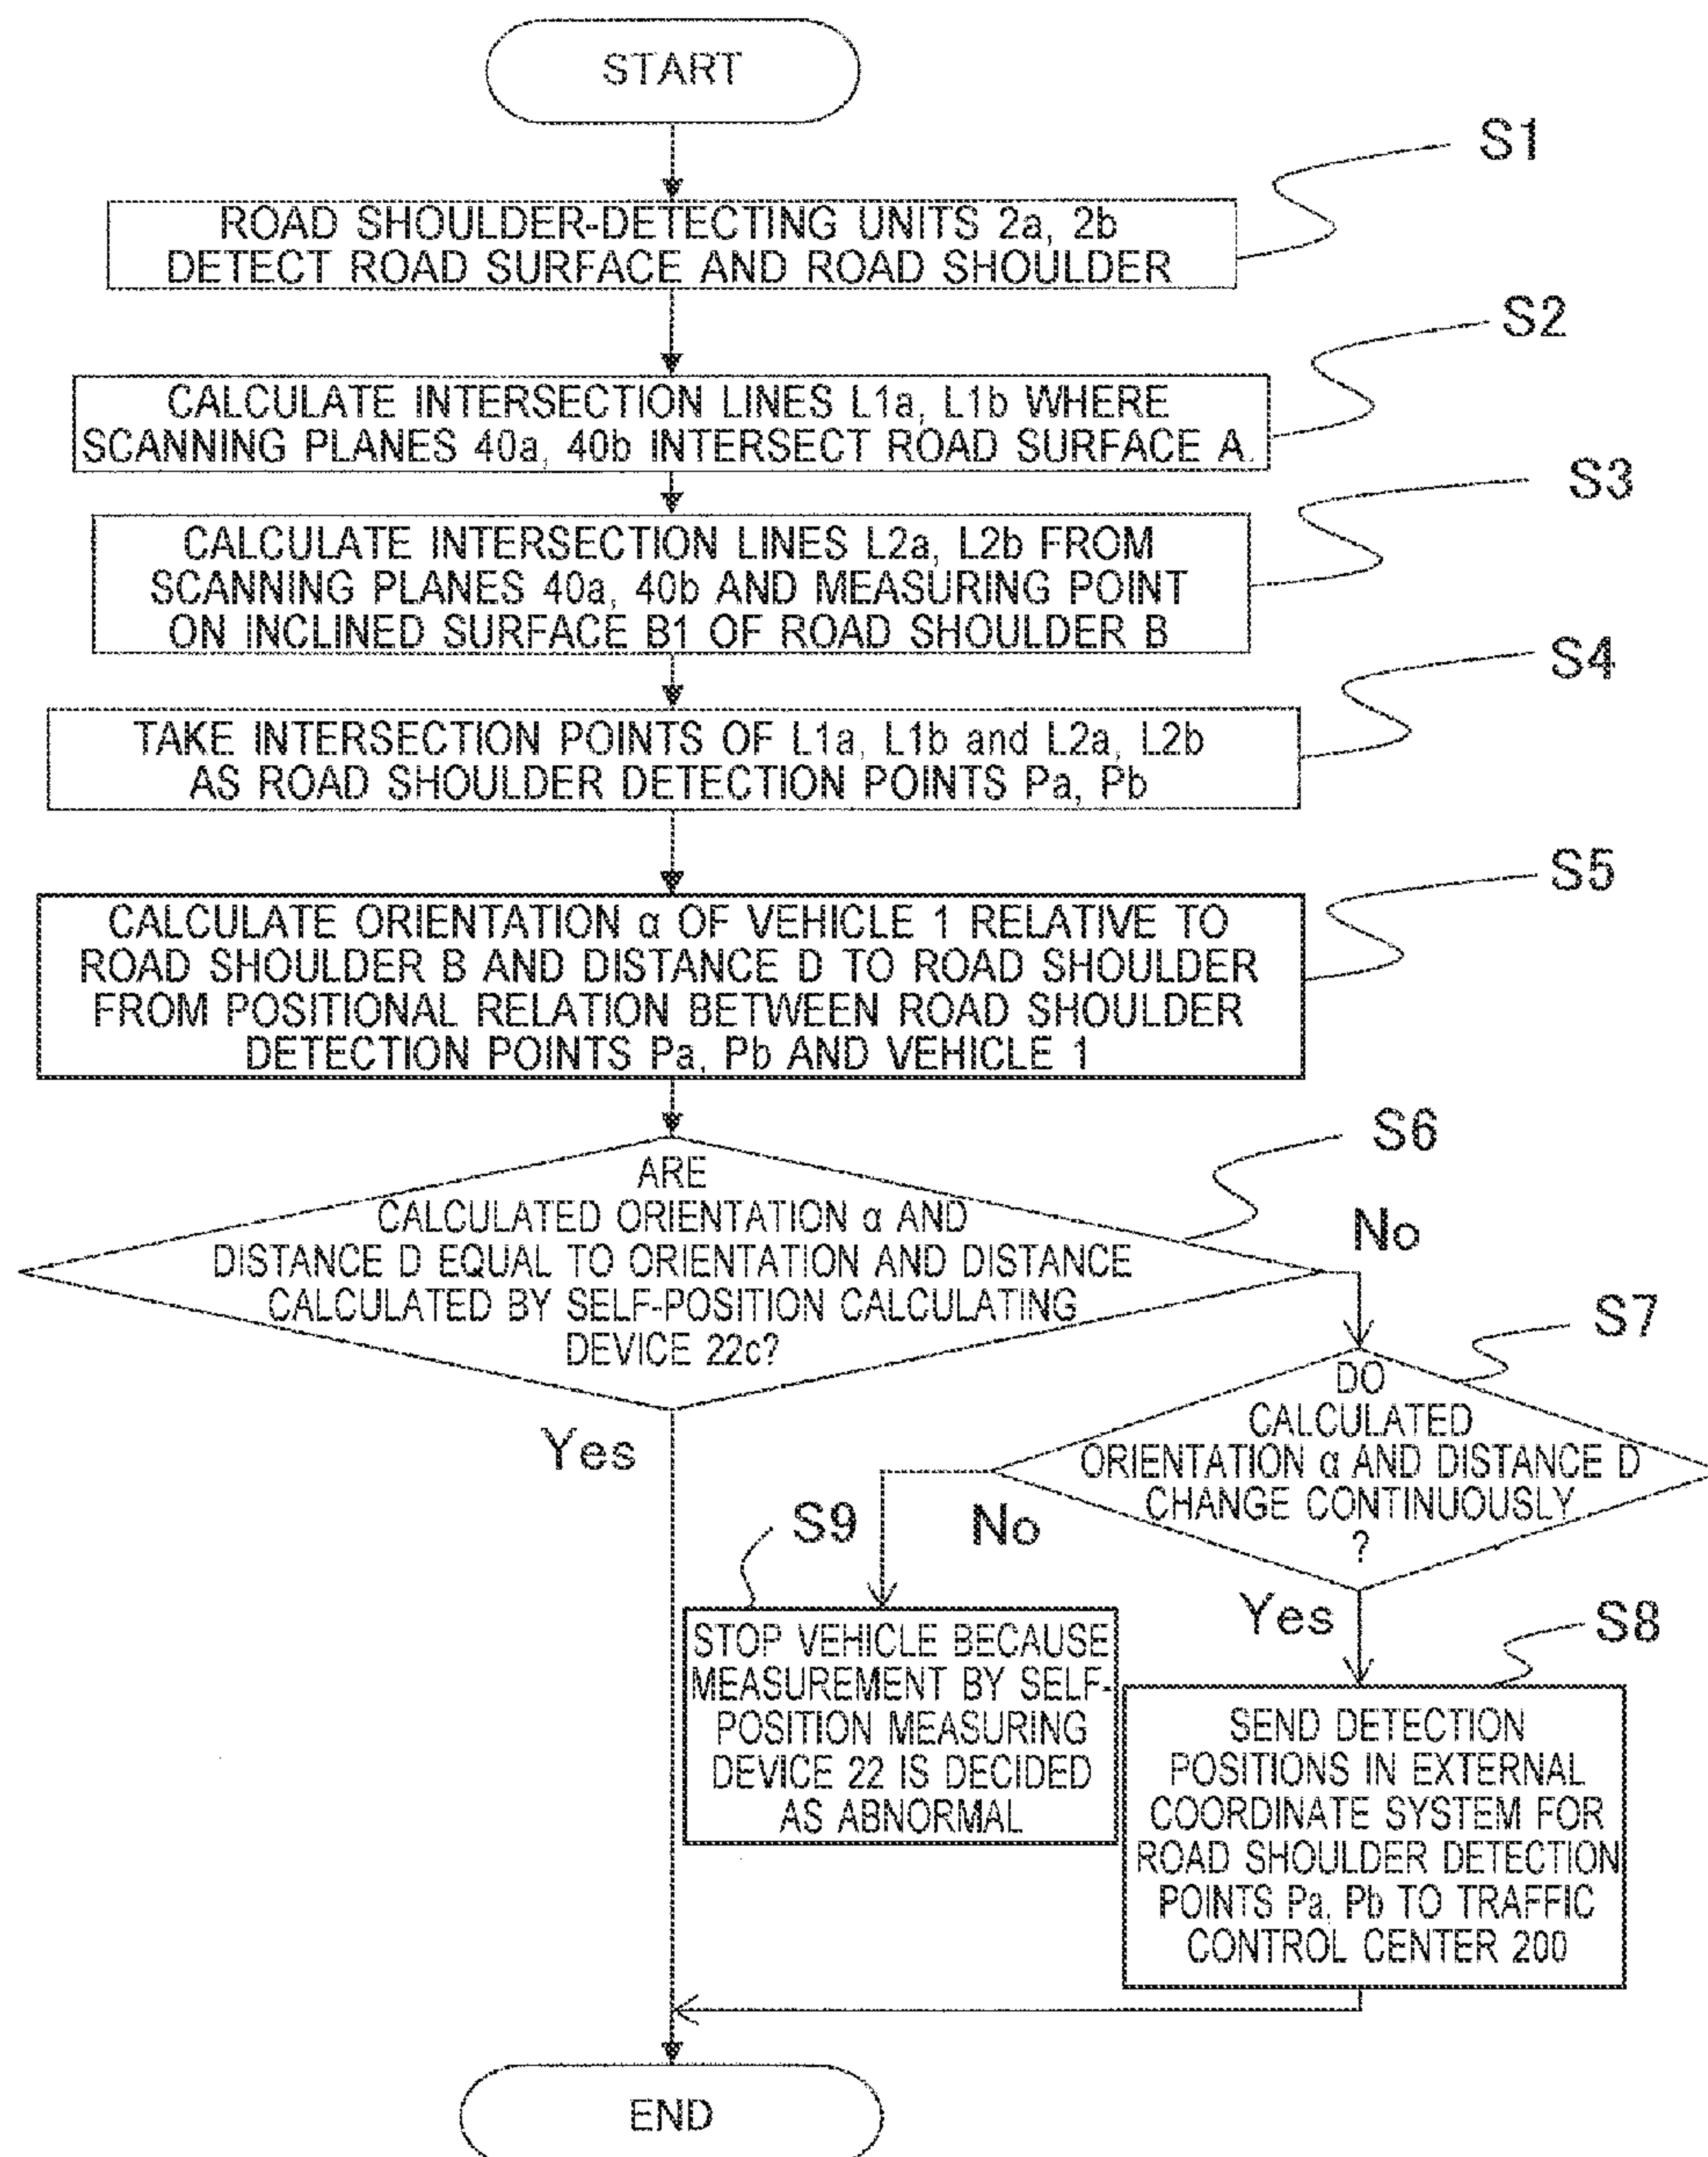 START
S1
ROAD SHOULDER-DETECTING UNITS 2a, 2b
DETECT ROAD SURFACE AND ROAD SHOULDER
S2
CALCULATE INTERSECTION LINES L1a, L1b WHERE
SCANNING PLANES 40a, 40b INTERSECT ROAD SURFACE A.
S3
CALCULATE INTERSECTION LINES L2a, L2b FROM
SCANNING PLANES 40a, 40b AND MEASURING POINT
ON INCLINED SURFACE B1 OF ROAD SHOULDER B
S4
TAKE INTERSECTION POINTS OF L1a, L1b and L2a, L2b
AS ROAD SHOULDER DETECTION POINTS Pa, Pb
S5
CALCULATE ORIENTATION α OF VEHICLE 1 RELATIVE TO
ROAD SHOULDER B AND DISTANCE D TO ROAD SHOULDER
FROM POSITIONAL RELATION BETWEEN ROAD SHOULDER
DETECTION POINTS Pa, Pb AND VEHICLE 1
S6
ARE
CALCULATED ORIENTATION α AND
DISTANCE D EQUAL TO ORIENTATION AND DISTANCE
CALCULATED BY SELF-POSITION CALCULATING
DEVICE 22c?
No
Yes
S7
DO
CALCULATED
ORIENTATION α AND DISTANCE D
CHANGE CONTINUOUSLY
?
No
Yes
S9
STOP VEHICLE BECAUSE
MEASUREMENT BY SELF-
POSITION MEASURING
DEVICE 22 IS DECIDED
AS ABNORMAL
S8
SEND DETECTION
POSITIONS IN EXTERNAL
COORDINATE SYSTEM FOR
ROAD SHOULDER DETECTION
POINTS Pa, Pb TO TRAFFIC
CONTROL CENTER 200
END